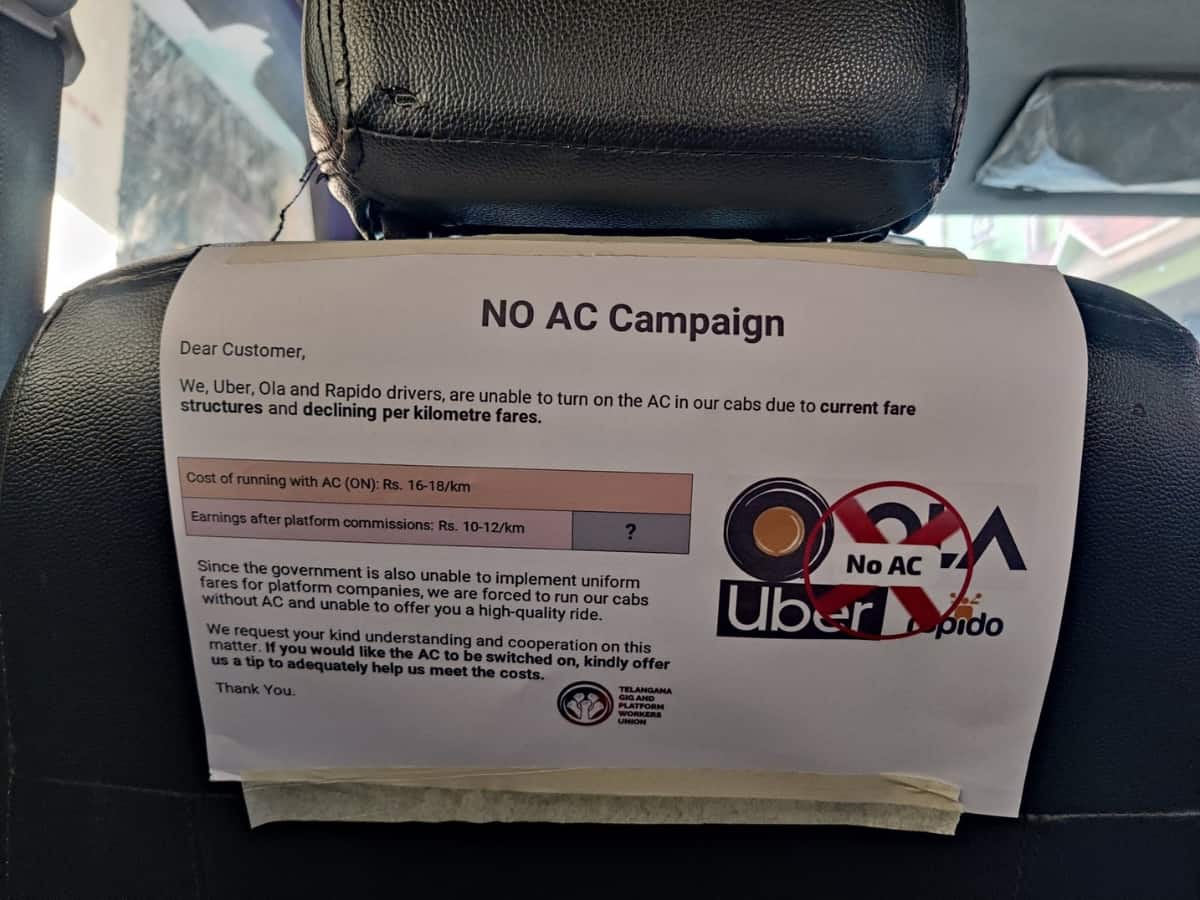 NO AC Campaign
Dear Customer,
We, Uber, Ola and Rapido drivers, are unable to turn on the AC in our cabs due to current fare
structures and declining per kilometre fares.
Cost of running with AC (ON): Rs. 16-18/km
Earnings after platform commissions: Rs. 10-12/km
?
Since the government is also unable to implement uniform
fares for platform companies, we are forced to run our cabs
without AC and unable to offer you a high-quality ride.
We request your kind understanding and cooperation on this
matter. If you would like the AC to be switched on, kindly offer
us a tip to adequately help us meet the costs.
Thank You.
TELANGANA
GIG AND
PLATFORM
WORKERS
UNION
OLA
No AC
Uber
rapido